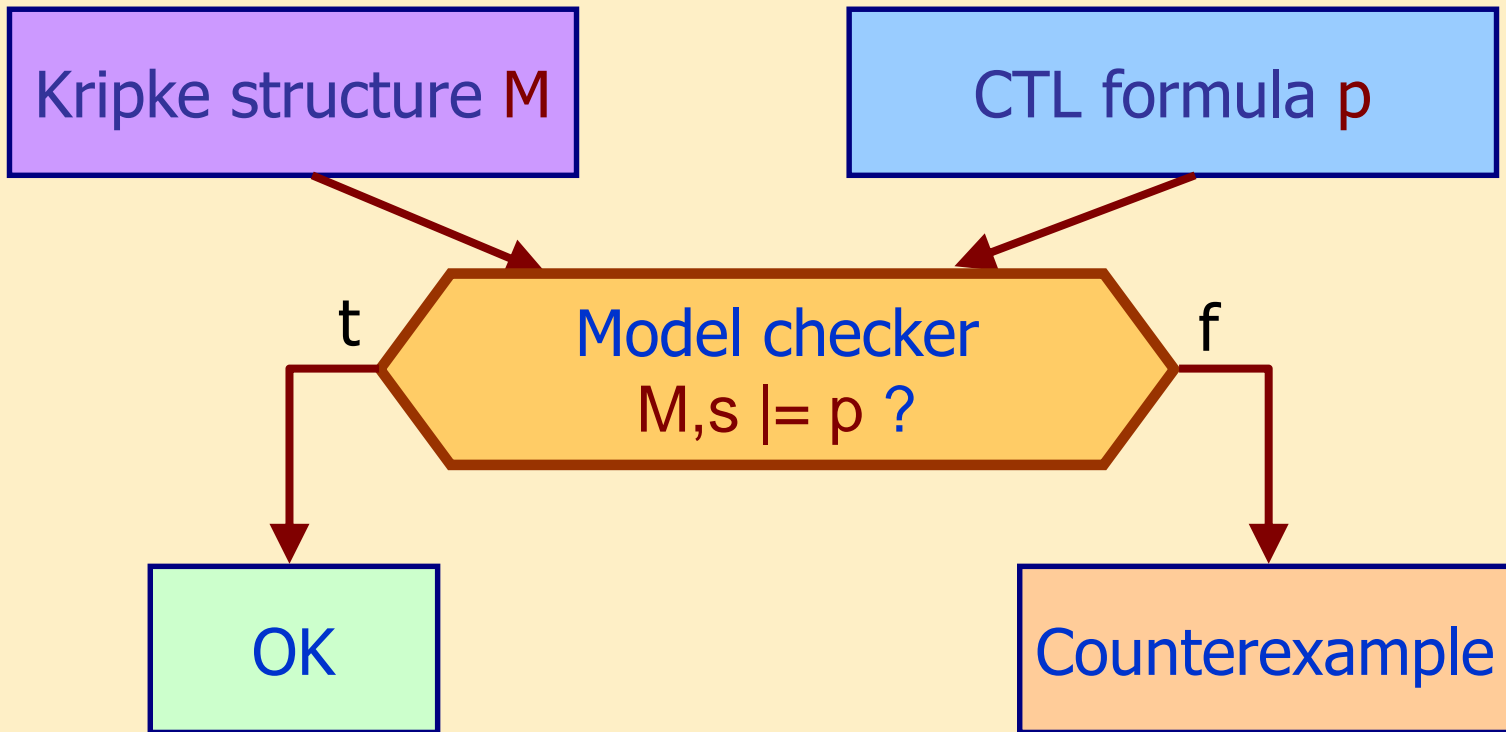 Kripke structure M
CTL formula p
t
Model checker
f
M,s |= p ?
OK
Counterexample